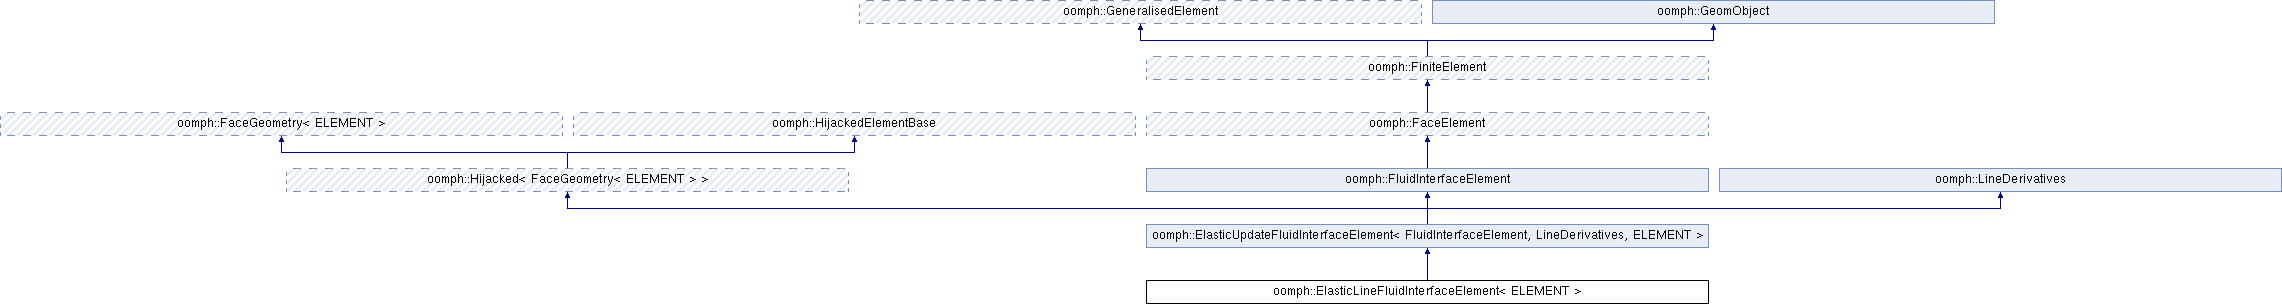 oomph::GeneralisedElement
oomph::GeomObject
oomph::FiniteElement
oomph::FaceGeometry< ELEMENT >
oomph::HijackedElementBase
oomph::FaceElement
oomph::Hijacked< FaceGeometry< ELEMENT > >
oomph::FluidInterfaceElement
oomph::LineDerivatives
oomph::ElasticUpdateFluidInterfaceElement< FluidInterfaceElement, LineDerivatives, ELEMENT >
oomph::ElasticLineFluidInterfaceElement< ELEMENT >